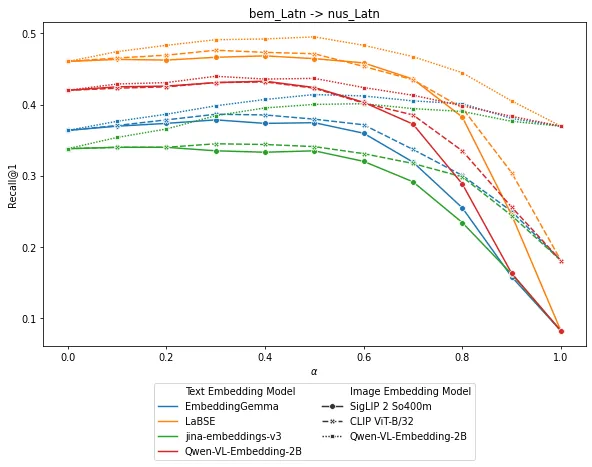 bem_Latn -> nus_Latn
0.5
0.4
0.3
0.2
0.1
Recall@1
0.0 0.2 0.4 0.6 0.8 1.0
α
Text Embedding Model
EmbeddingGemma
LaBSE
jina-embeddings-v3
Qwen-VL-Embedding-2B
Image Embedding Model
SigLIP 2 So400m
CLIP ViT-B/32
Qwen-VL-Embedding-2B